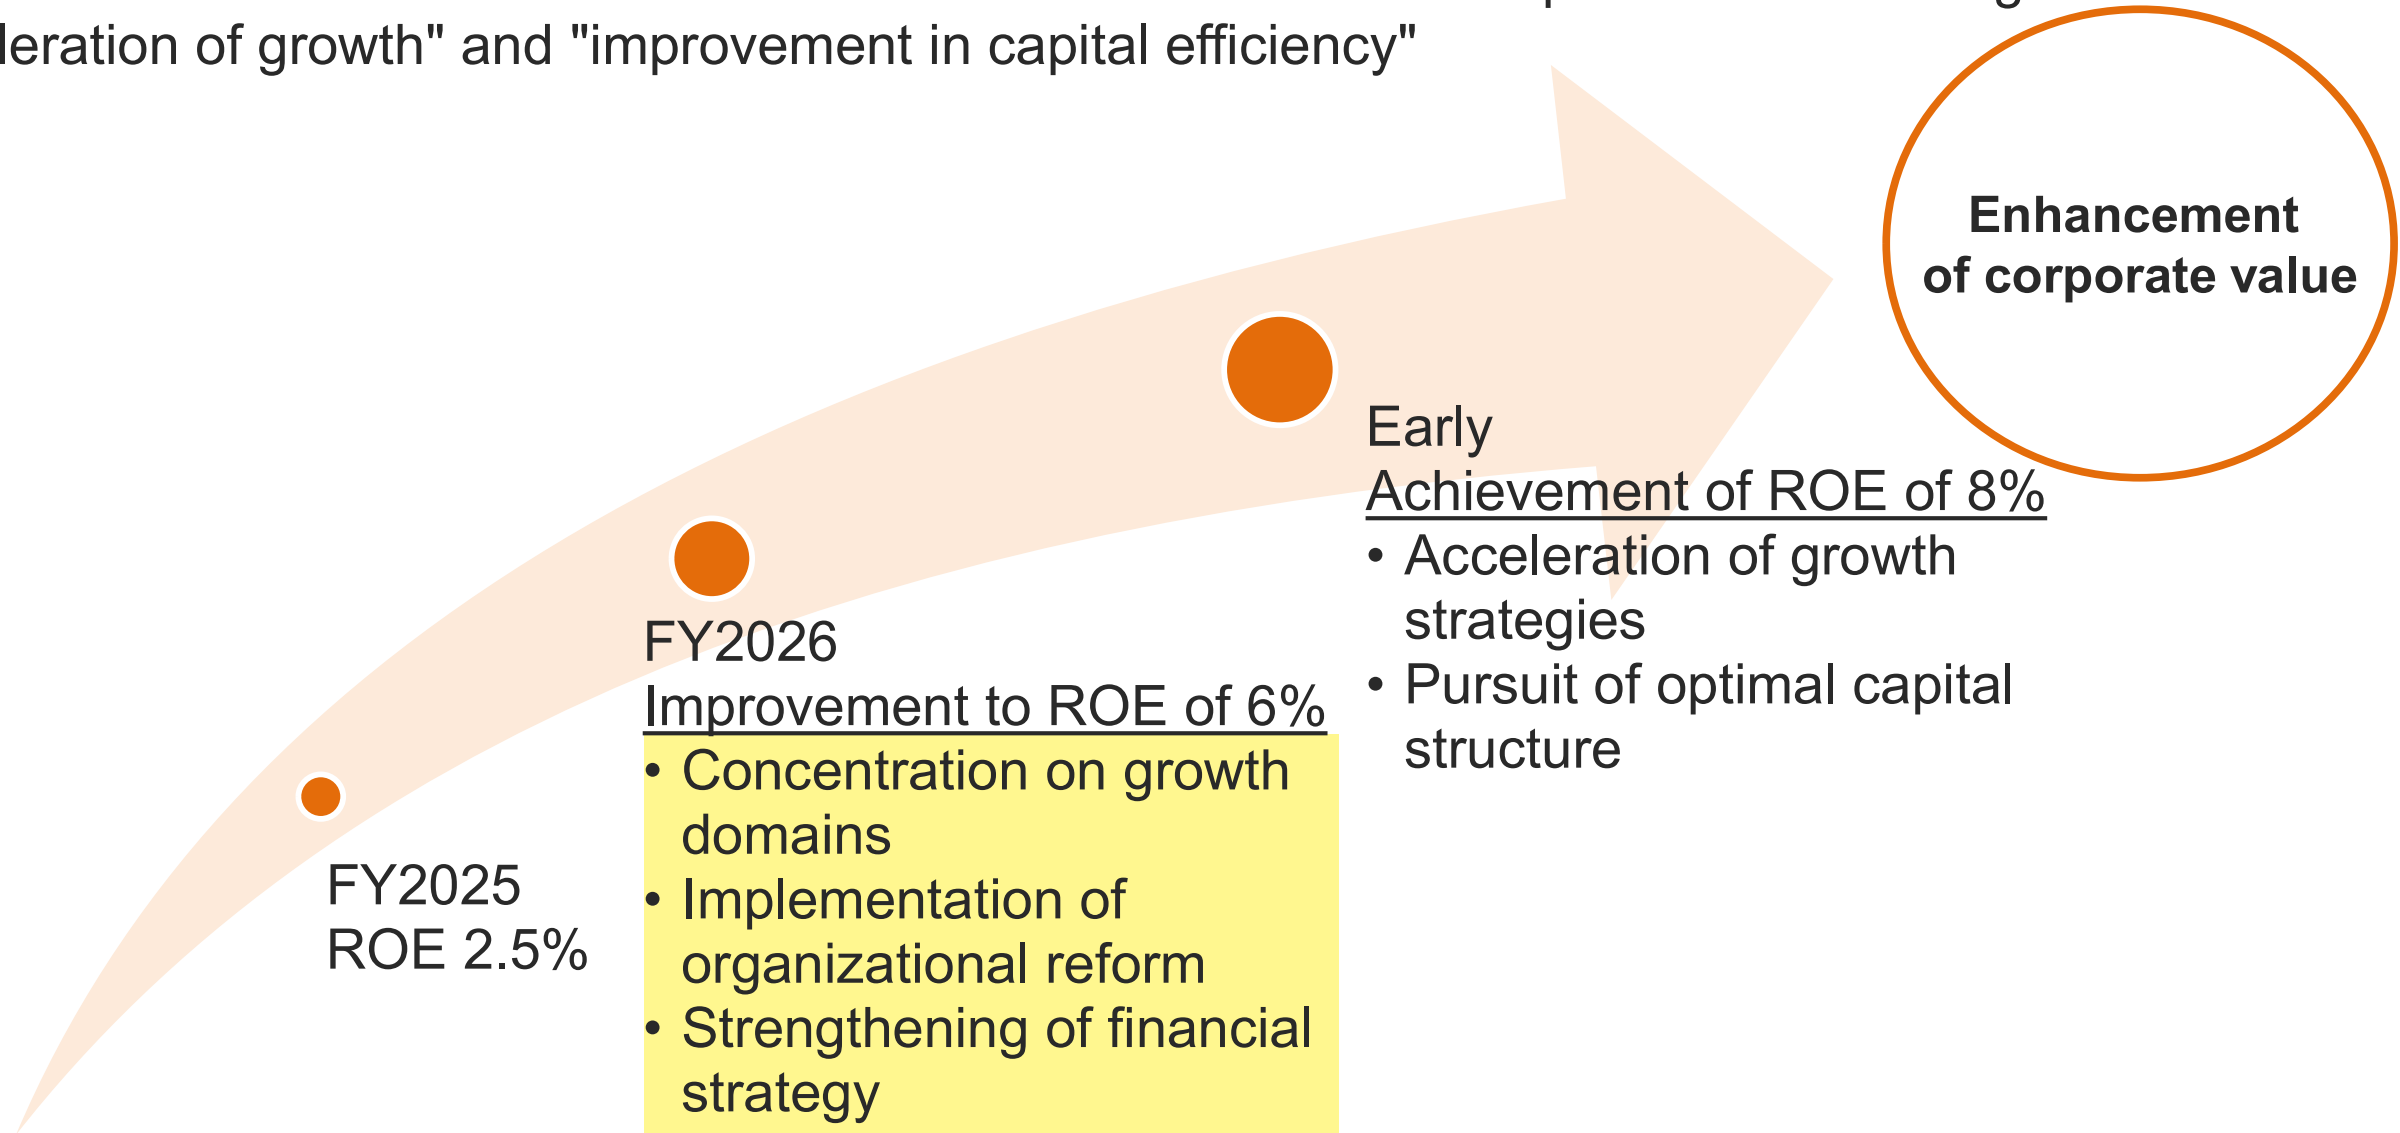 leration of growth" and "improvement in capital efficiency"
Enhancement
of corporate value
Early
Achievement of ROE of 8%
• Acceleration of growth
strategies
• Pursuit of optimal capital
structure
FY2026
Improvement to ROE of 6%
• Concentration on growth
domains
• Implementation of
organizational reform
• Strengthening of financial
strategy
FY2025
ROE 2.5%